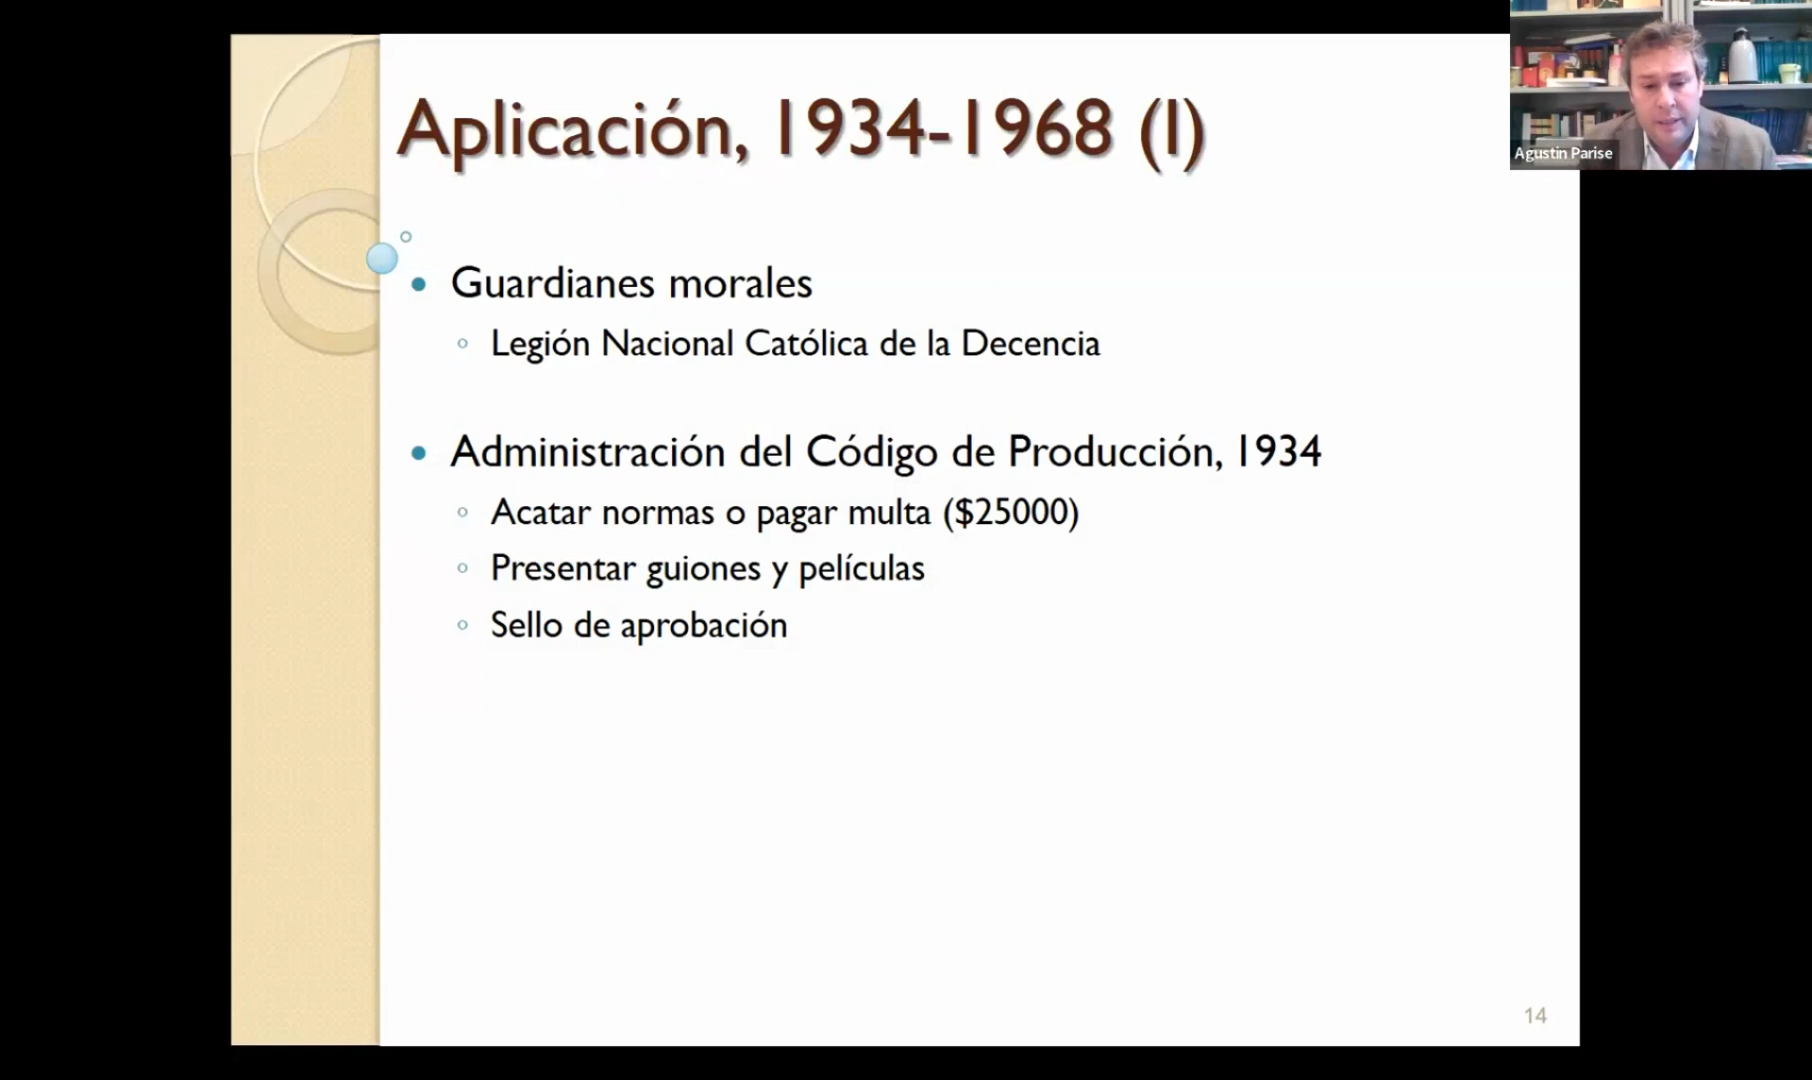 Aplicación, 1934-1968 (I)
Agustin Parise
Guardianes morales
Legión Nacional Católica de la Decencia
Administración del Código de Producción, 1934
Acatar normas o pagar multa ($25000)
Presentar guiones y películas
Sello de aprobación
14